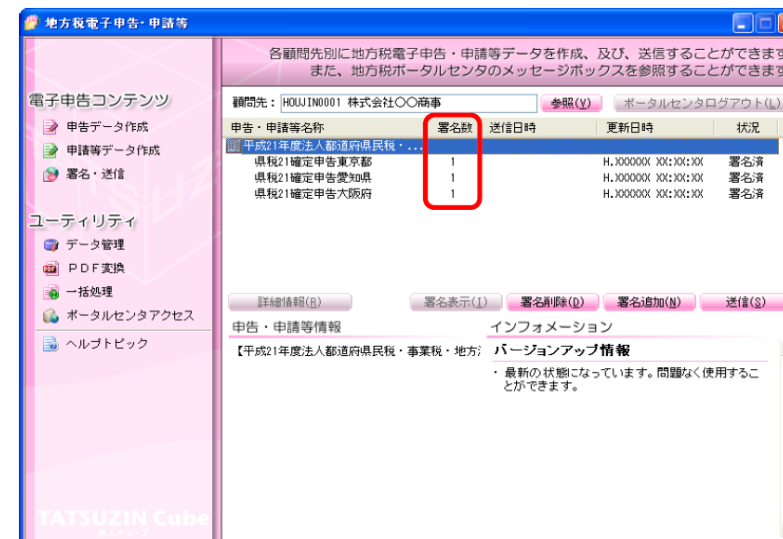 地方税電子申告・申請等
各顧問先別に地方税電子申告・申請等データを作成、及び、送信することができます
また、地方税ポータルセンタのメッセージボックスを参照することができます
電子申告コンテンツ
申告データ作成
申請等データ作成
署名・送信
ユーティリティ
データ管理
PDF変換
一括処理
ポータルセンタアクセス
ヘルプトピック
顧問先： HOUJIN0001 株式会社〇〇商事 参照(Y) ポータルセンタログアウト(L)
申告・申請等名称 署名数 送信日時 更新日時 状況
平成21年度法人都道府県民税・...
県税21確定申告東京都 1 H.XXXXXX XX:XX:XX 署名済
県税21確定申告愛知県 1 H.XXXXXX XX:XX:XX 署名済
県税21確定申告大阪府 1 H.XXXXXX XX:XX:XX 署名済
詳細情報(R) 署名表示(I) 署名削除(D) 署名追加(N) 送信(S)
申告・申請等情報 インフォメーション
【平成21年度法人都道府県民税・事業税・地方 バージョンアップ情報
・ 最新の状態になっています。問題なく使用するこ
とができます。
TATSUZIN Cube
達人キューブ